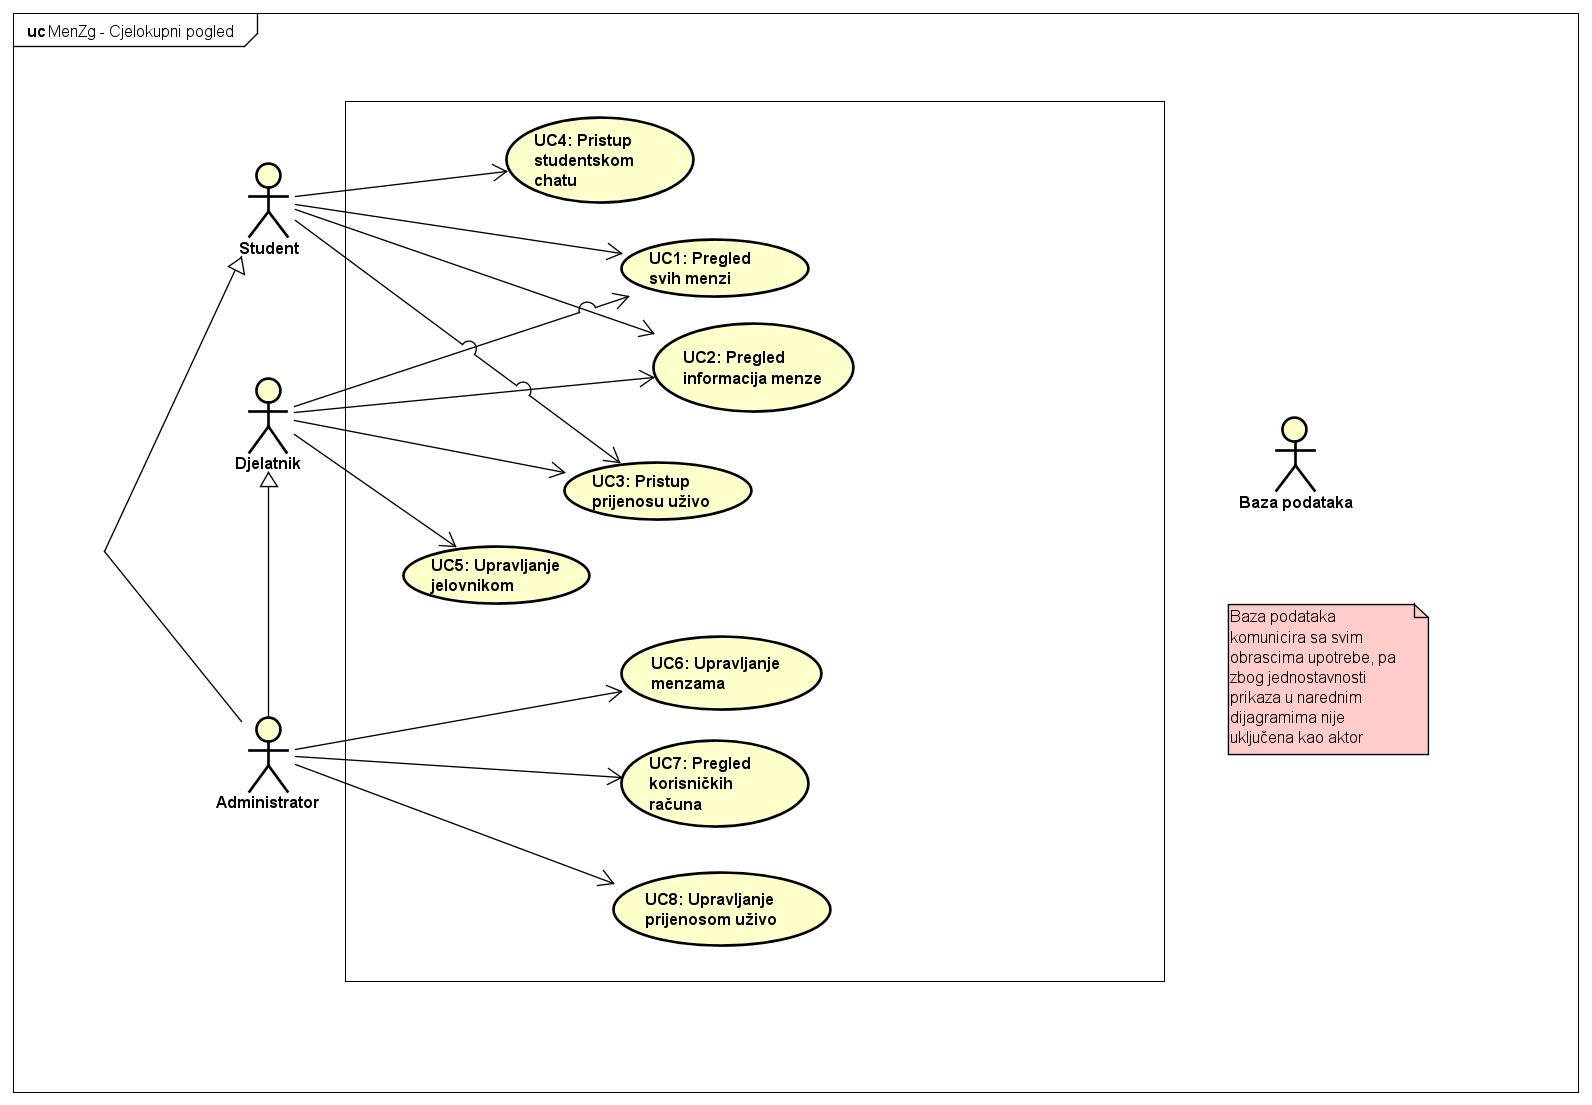 uc MenZg - Cjelokupni pogled
UC4: Pristup
studentskom
chatu
Student
UC1: Pregled
svih menzi
UC2: Pregled
informacija menze
Djelatnik
UC3: Pristup
prijenosu uživo
Baza podataka
UC5: Upravljanje
jelovnikom
Baza podataka
komunicira sa svim
obrascima upotrebe, pa
zbog jednostavnosti
prikaza u narednim
dijagramima nije
uključena kao aktor
UC6: Upravljanje
menzama
UC7: Pregled
korisničkih
računa
Administrator
UC8: Upravljanje
prijenosom uživo